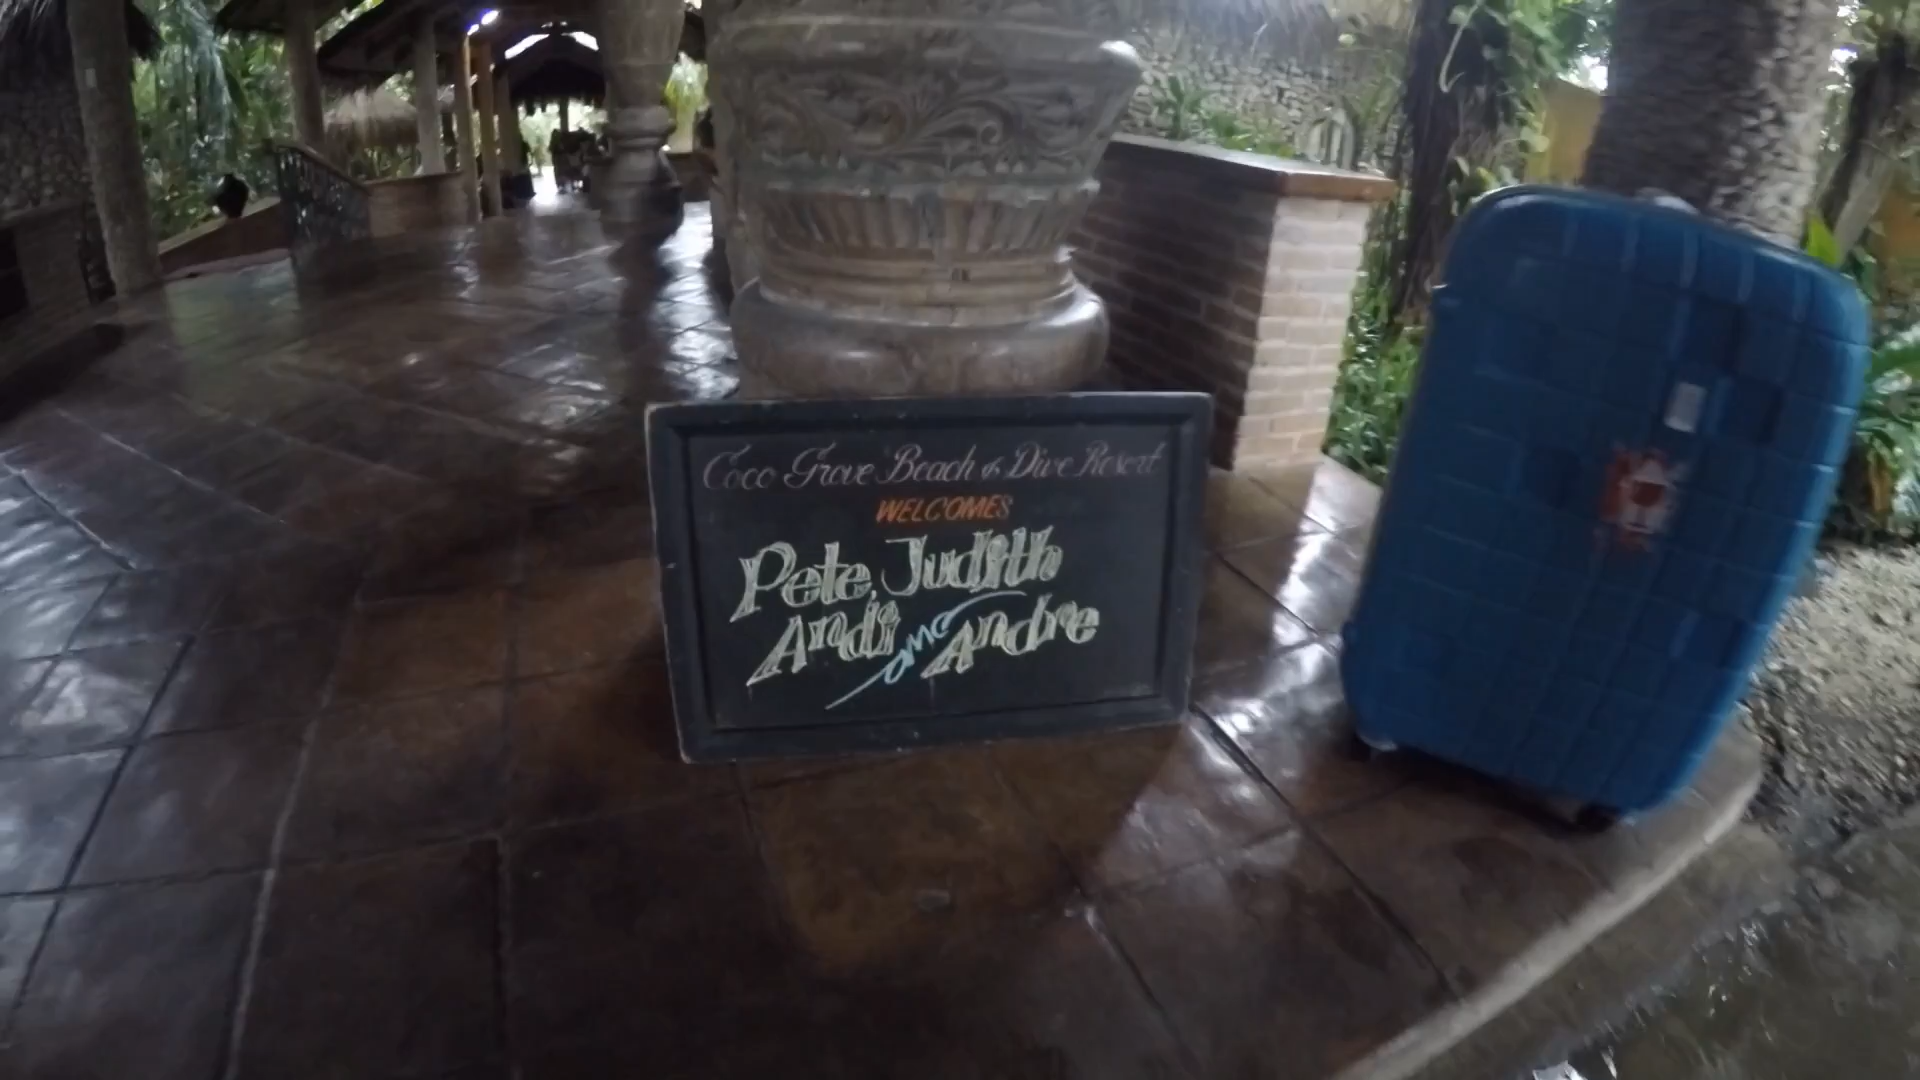 Coco Grove Beach & Dive Resort
WELCOMES
Pete, Judith
Andi and Andre